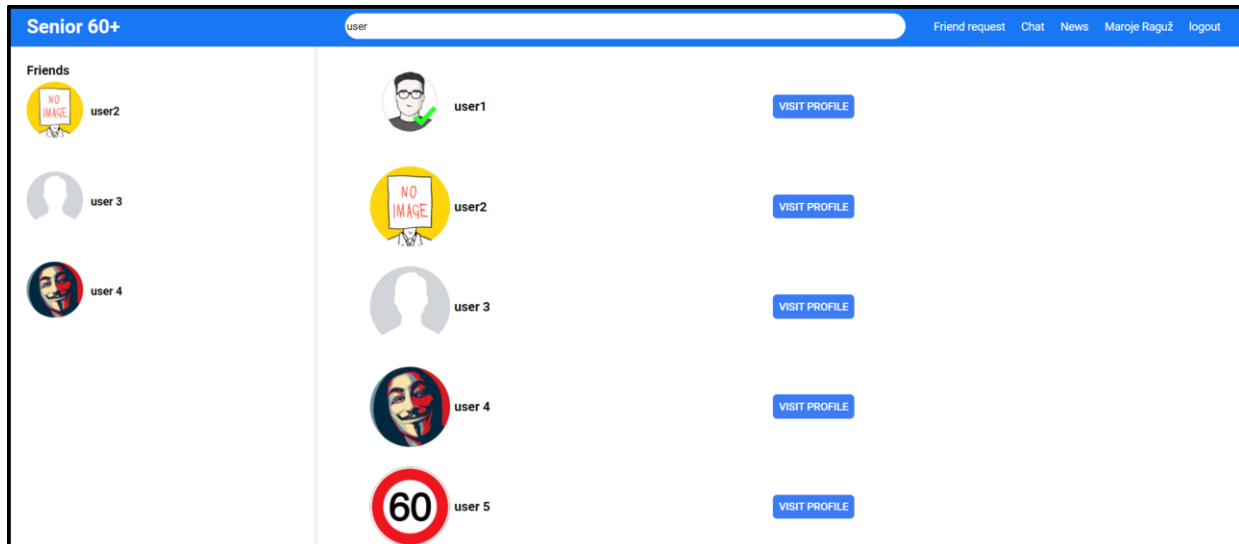 Senior 60+
user
Friend request Chat News Maroje Raguž logout
Friends
NO
IMAGE
user2
user 3
user 4
user1
VISIT PROFILE
NO
IMAGE
user2
VISIT PROFILE
user 3
VISIT PROFILE
user 4
VISIT PROFILE
60
user 5
VISIT PROFILE